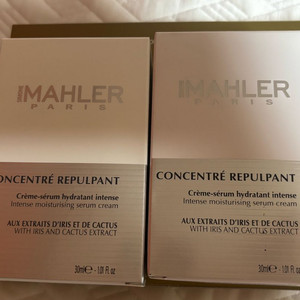 MAHLER
PARIS
CONCENTRÉ REPULPANT
Crème-sérum hydratant intense
Intense moisturising serum cream
AUX EXTRAITS D'IRIS ET DE CACTUS
WITH IRIS AND CACTUS EXTRACT
30ml e - 1.01 Fl oz
MAHLER
PARIS
CONCENTRÉ REPULPANT
Crème-sérum hydratant intense
Intense moisturising serum cream
AUX EXTRAITS D'IRIS ET DE CACTUS
WITH IRIS AND CACTUS EXTRACT
30ml e - 1.01 Fl oz